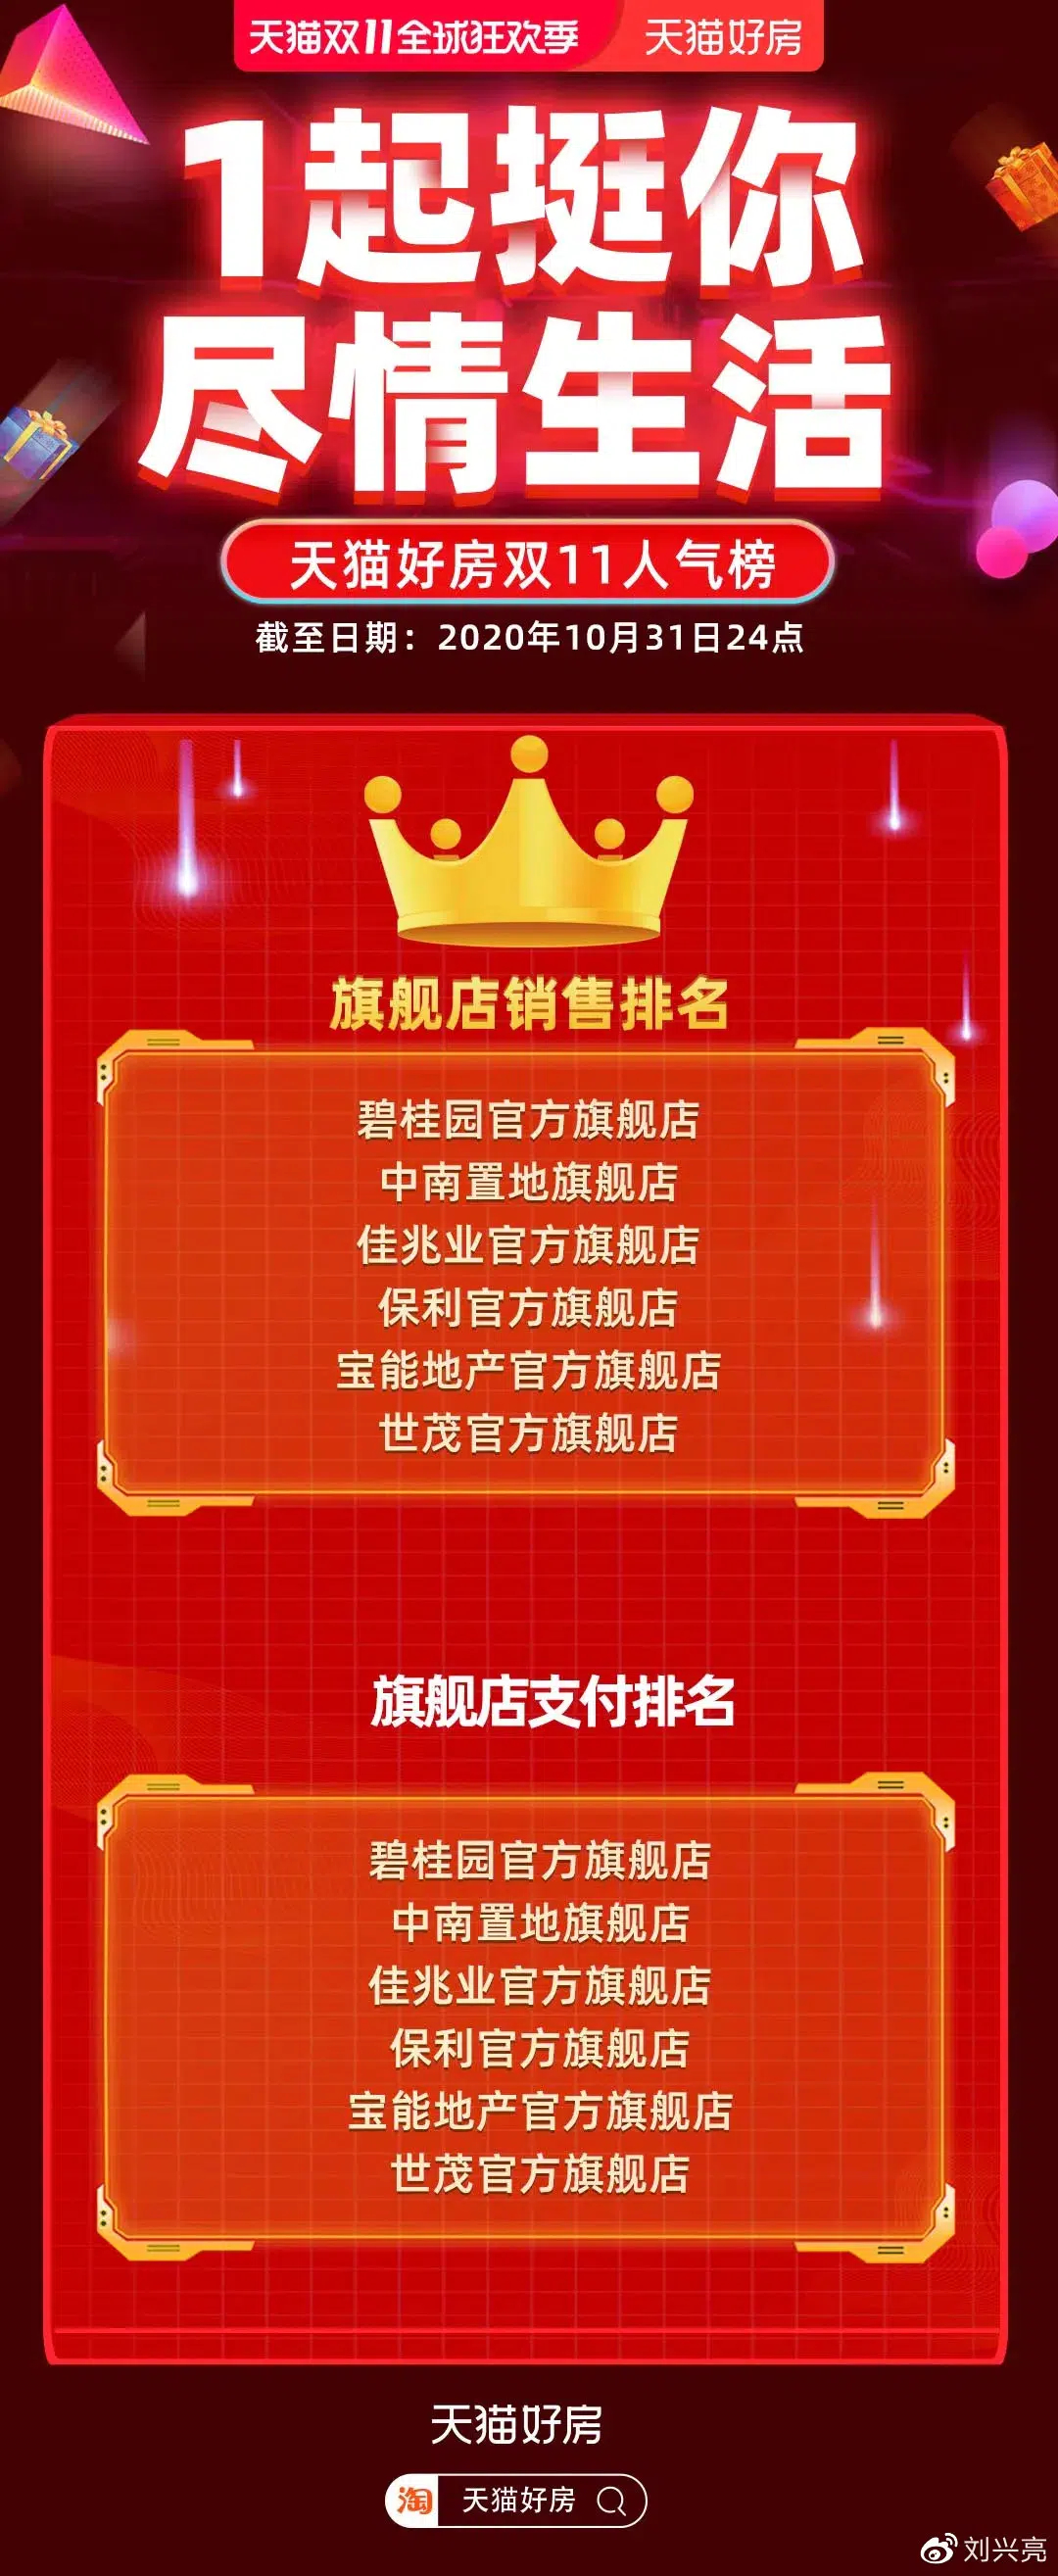 天猫双11全球狂欢季 天猫好房
1起挺你
尽情生活
天猫好房双11人气榜
截至日期：2020年10月31日24点
旗舰店销售排名
碧桂园官方旗舰店
中南置地旗舰店
佳兆业官方旗舰店
保利官方旗舰店
宝能地产官方旗舰店
世茂官方旗舰店
旗舰店支付排名
碧桂园官方旗舰店
中南置地旗舰店
佳兆业官方旗舰店
保利官方旗舰店
宝能地产官方旗舰店
世茂官方旗舰店
天猫好房
淘 天猫好房
刘兴亮